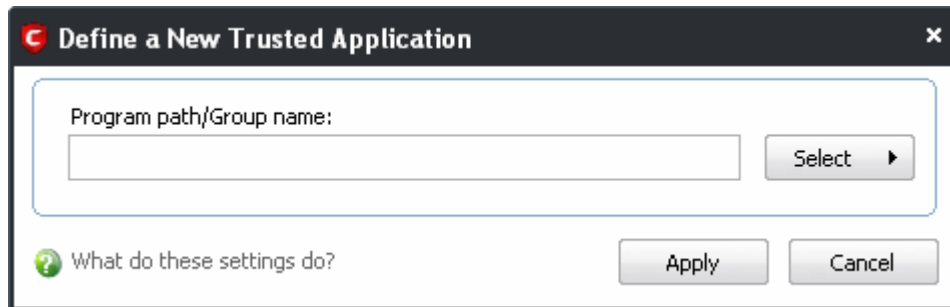 Define a New Trusted Application
Program path/Group name:
Select
What do these settings do?
Apply
Cancel